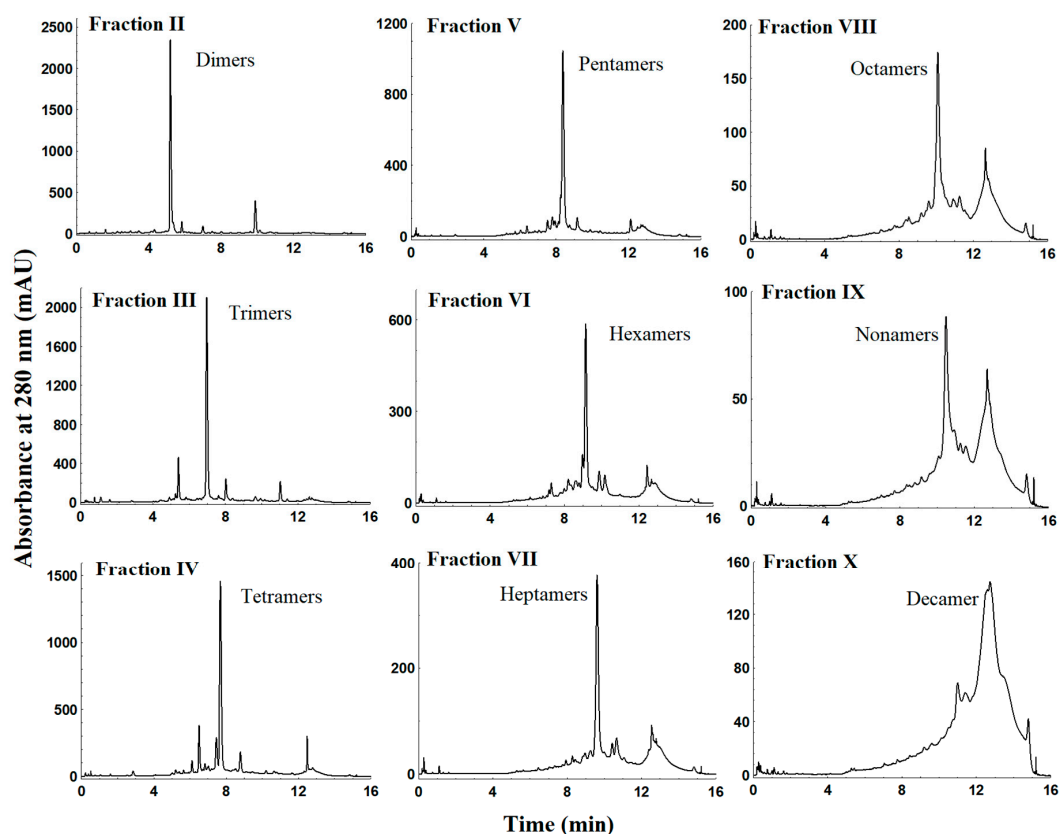 Absorbance at 280 nm (mAU)
Fraction II
Dimers
2500
2000
1500
1000
500
0
0 4 8 12 16
Fraction V
Pentamers
1200
800
400
0
0 4 8 12 16
Fraction VIII
Octamers
200
150
100
50
0
0 4 8 12 16
Fraction III
Trimers
2000
1600
1200
800
400
0
0 4 8 12 16
Fraction VI
Hexamers
600
300
0
0 4 8 12 16
Fraction IX
Nonamers
100
50
0
0 4 8 12 16
Fraction IV
Tetramers
1500
1000
500
0
0 4 8 12 16
Fraction VII
Heptamers
400
200
0
0 4 8 12 16
Fraction X
Decamer
160
120
80
40
0
0 4 8 12 16
Time (min)